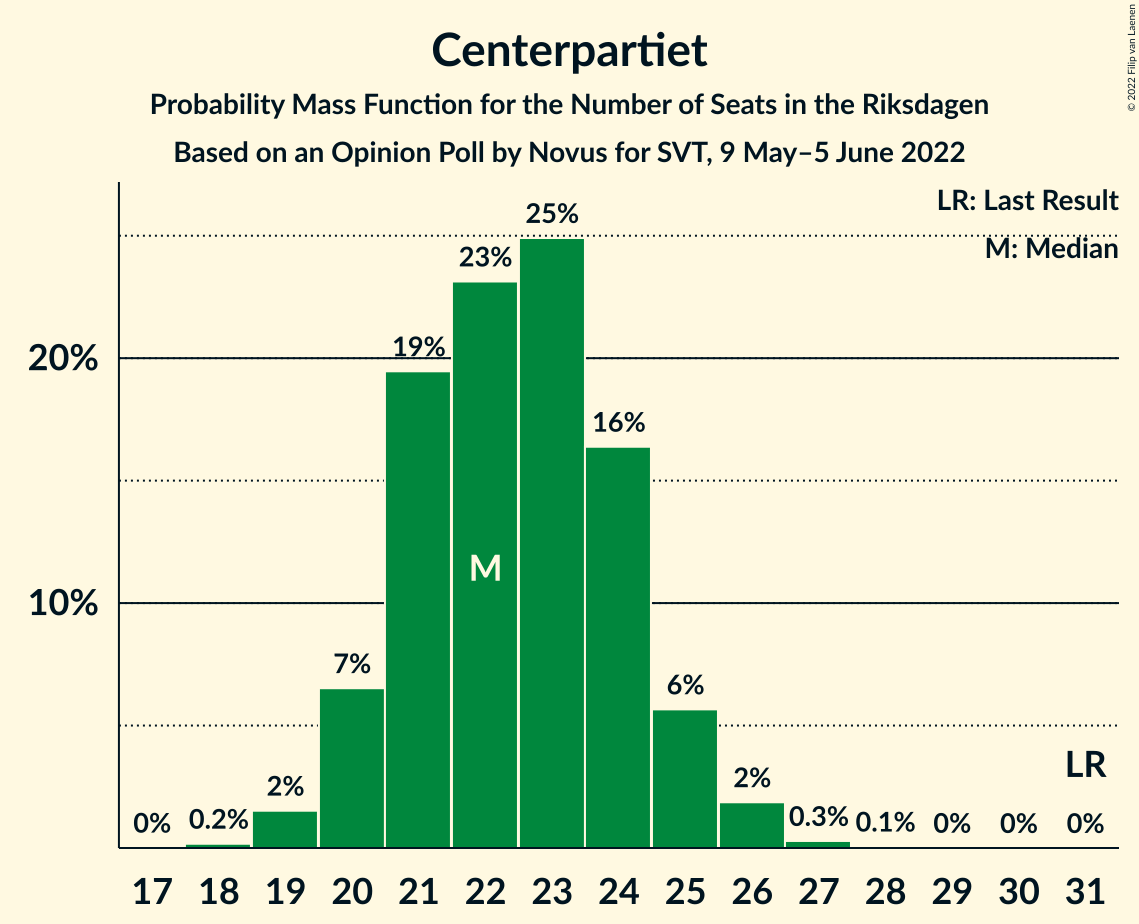 Centerpartiet
Probability Mass Function for the Number of Seats in the Riksdagen
Based on an Opinion Poll by Novus for SVT, 9 May–5 June 2022
© 2022 Filip van Laenen
LR: Last Result
M: Median
20%
10%
0%
0.2%
2%
7%
19%
23%
25%
16%
6%
2%
0.3%
0.1%
0%
0%
0%
M
LR
17 18 19 20 21 22 23 24 25 26 27 28 29 30 31